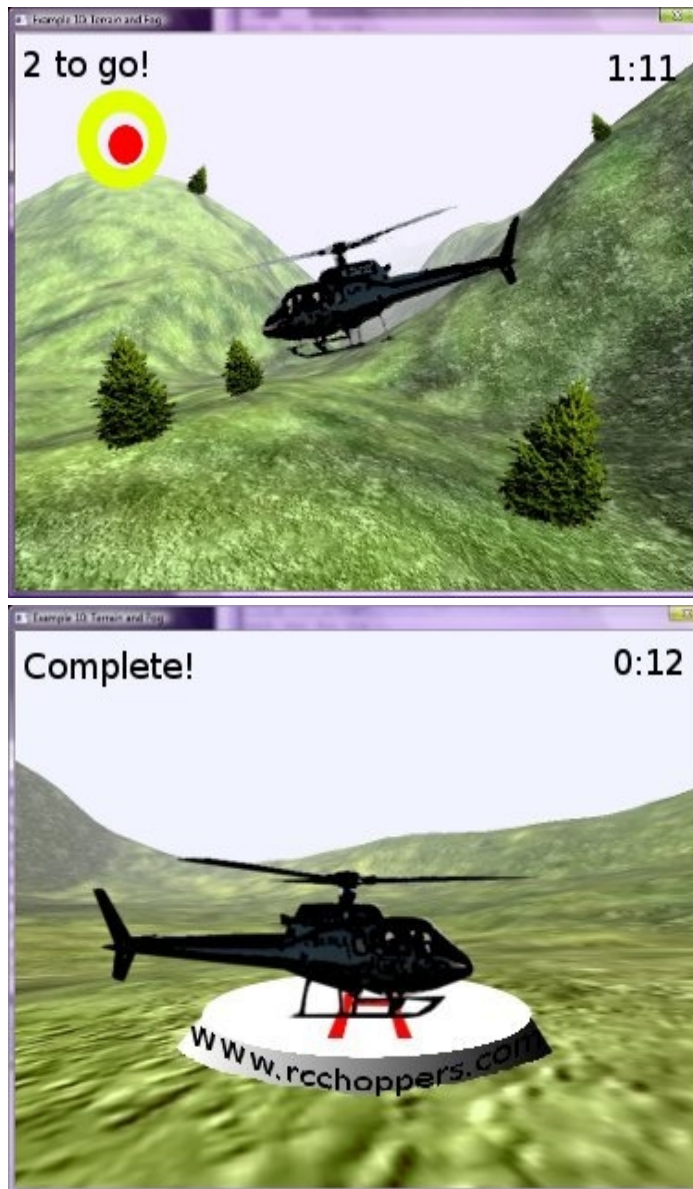 Example 10: Terrain and Fog
2 to go!
1:11
Example 10: Terrain and Fog
Complete!
0:12
www.rcchoppers.com